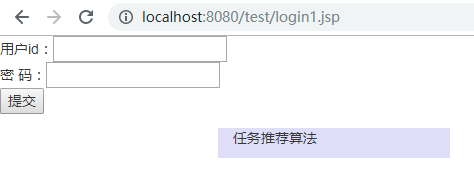 localhost:8080/test/login1.jsp
用户id：
密 码：
提交
任务推荐算法